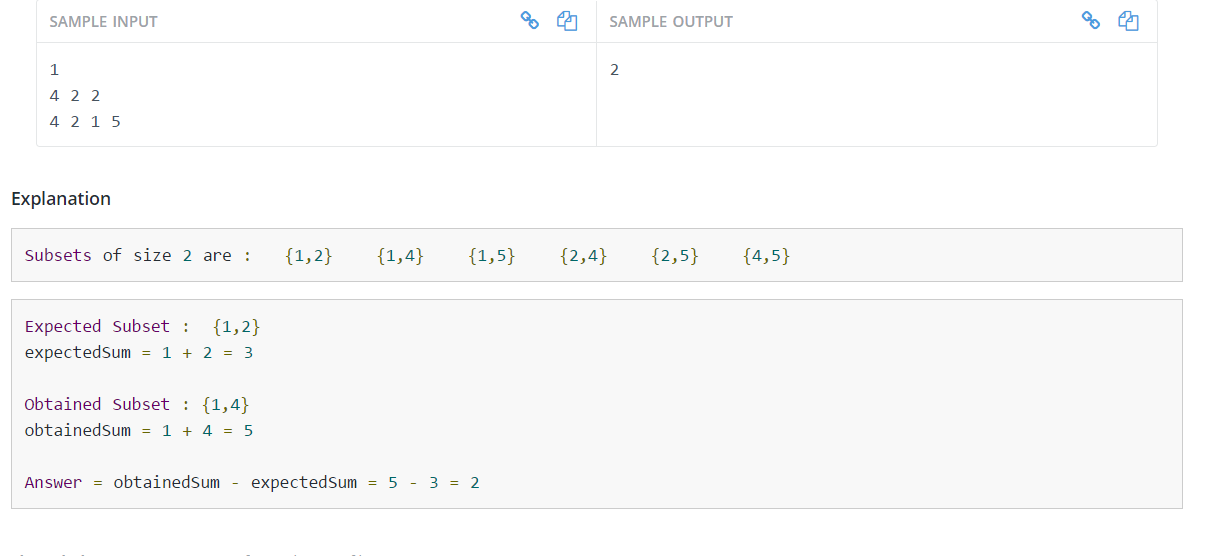 SAMPLE INPUT
SAMPLE OUTPUT
1
4 2 2
4 2 1 5
2
Explanation
Subsets of size 2 are : {1,2} {1,4} {1,5} {2,4} {2,5} {4,5}
Expected Subset : {1,2}
expectedSum = 1 + 2 = 3
Obtained Subset : {1,4}
obtainedSum = 1 + 4 = 5
Answer = obtainedSum - expectedSum = 5 - 3 = 2